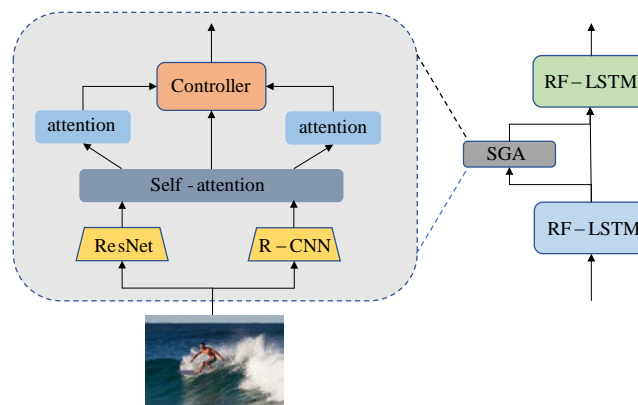 Controller
attention
attention
Self - attention
ResNet
R - CNN
RF - LSTM
SGA
RF - LSTM